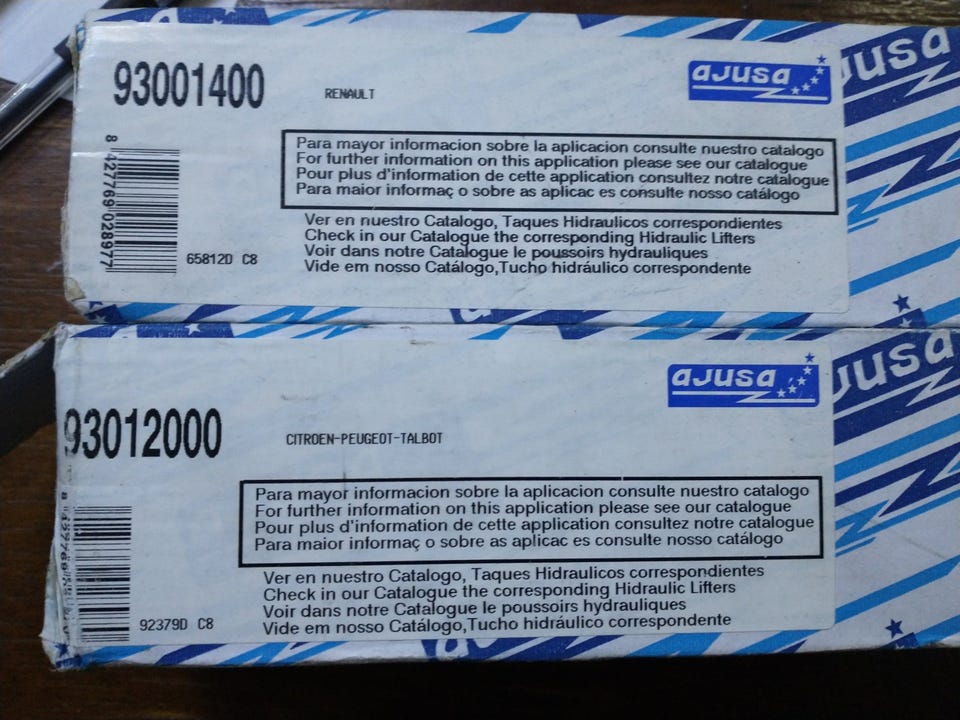 93001400
RENAULT
ajusa
AJUSA
Para mayor informacion sobre la aplicacion consulte nuestro catalogo
For further information on this application please see our catalogue
Pour plus d'information de cette application consultez notre catalogue
Para maior informaç o sobre as aplicac es consulte nosso catálogo
8 427769 028977
Ver en nuestro Catalogo, Taques Hidraulicos correspondientes
Check in our Catalogue the corresponding Hidraulic Lifters
Voir dans notre Catalogue le poussoirs hydrauliques
Vide em nosso Catálogo,Tucho hidráulico correspondente
65812D C8
ajusa
AJUSA
93012000
CITROEN-PEUGEOT-TALBOT
Para mayor informacion sobre la aplicacion consulte nuestro catalogo
For further information on this application please see our catalogue
Pour plus d'information de cette application consultez notre catalogue
Para maior informaç o sobre as aplicac es consulte nosso catálogo
Ver en nuestro Catalogo, Taques Hidraulicos correspondientes
Check in our Catalogue the corresponding Hidraulic Lifters
Voir dans notre Catalogue le poussoirs hydrauliques
Vide em nosso Catálogo,Tucho hidráulico correspondente
92379D C8